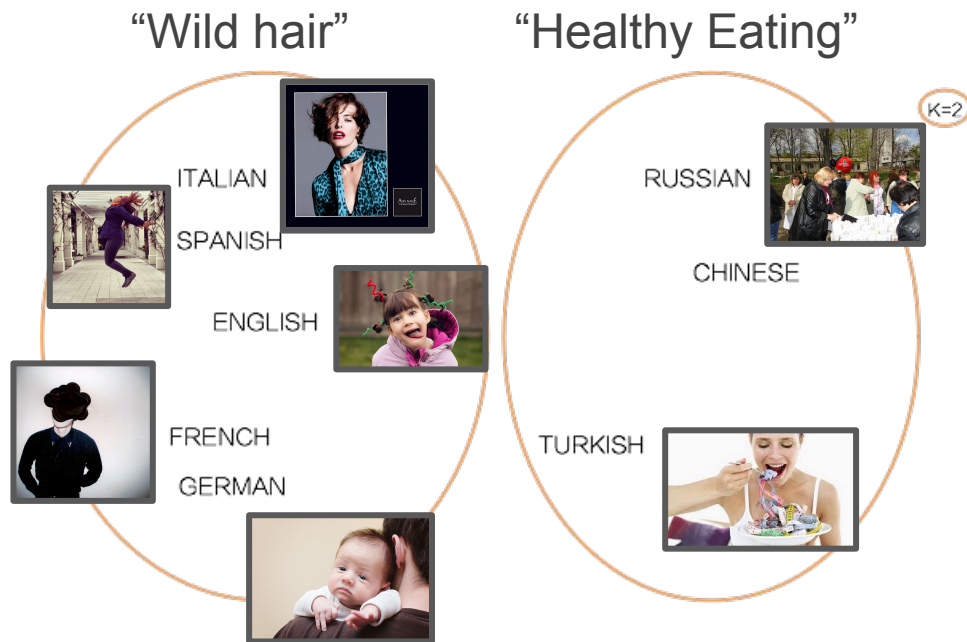 “Wild hair”
“Healthy Eating”
K=2
ITALIAN
SPANISH
ENGLISH
FRENCH
GERMAN
RUSSIAN
CHINESE
TURKISH